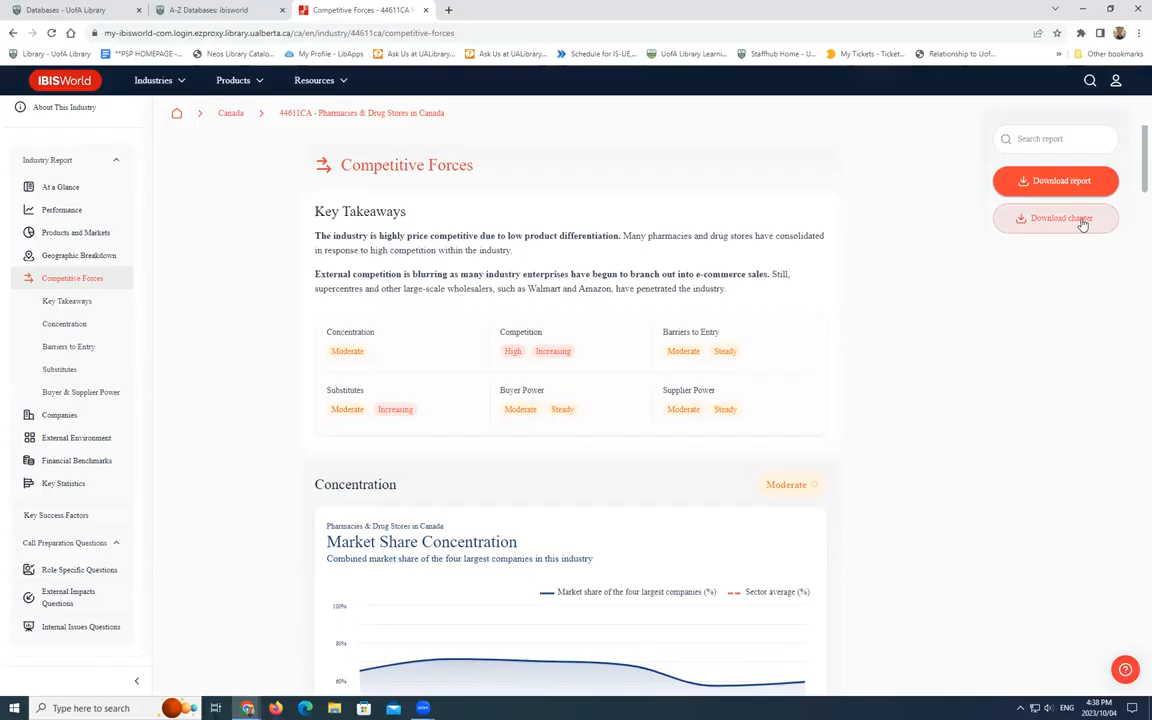 Databases - UofA Library
A-Z Databases: ibisworld
Competitive Forces - 44611CA - P
my-ibisworld-com.login.ezproxy.library.ualberta.ca/ca/en/industry/44611ca/competitive-forces
Library - UofA Library
**PSP HOMEPAGE -...
Neos Library Catalo...
My Profile - LibApps
Ask Us at UALibrary...
Ask Us at UALibrary...
Schedule for IS-UE,...
UofA Library Learni...
Staffhub Home - U...
My Tickets - Ticket...
Relationship to Uof...
»
Other bookmarks
IBISWorld
Industries
Products
Resources
About This Industry
Canada
44611CA - Pharmacies & Drug Stores in Canada
Search report
Download report
Download chapter
Industry Report
At a Glance
Performance
Products and Markets
Geographic Breakdown
Competitive Forces
Key Takeaways
Concentration
Barriers to Entry
Substitutes
Buyer & Supplier Power
Companies
External Environment
Financial Benchmarks
Key Statistics
Key Success Factors
Call Preparation Questions
Role Specific Questions
External Impacts
Questions
Internal Issues Questions
Competitive Forces
Key Takeaways
The industry is highly price competitive due to low product differentiation. Many pharmacies and drug stores have consolidated
in response to high competition within the industry.
External competition is blurring as many industry enterprises have begun to branch out into e-commerce sales. Still,
supercentres and other large-scale wholesalers, such as Walmart and Amazon, have penetrated the industry.
Concentration
Competition
Barriers to Entry
Moderate
High Increasing
Moderate Steady
Substitutes
Buyer Power
Supplier Power
Moderate Increasing
Moderate Steady
Moderate Steady
Concentration
Moderate
Pharmacies & Drug Stores in Canada
Market Share Concentration
Combined market share of the four largest companies in this industry
Market share of the four largest companies (%)
Sector average (%)
100%
80%
60%
Type here to search
ENG
4:38 PM
2023/10/04